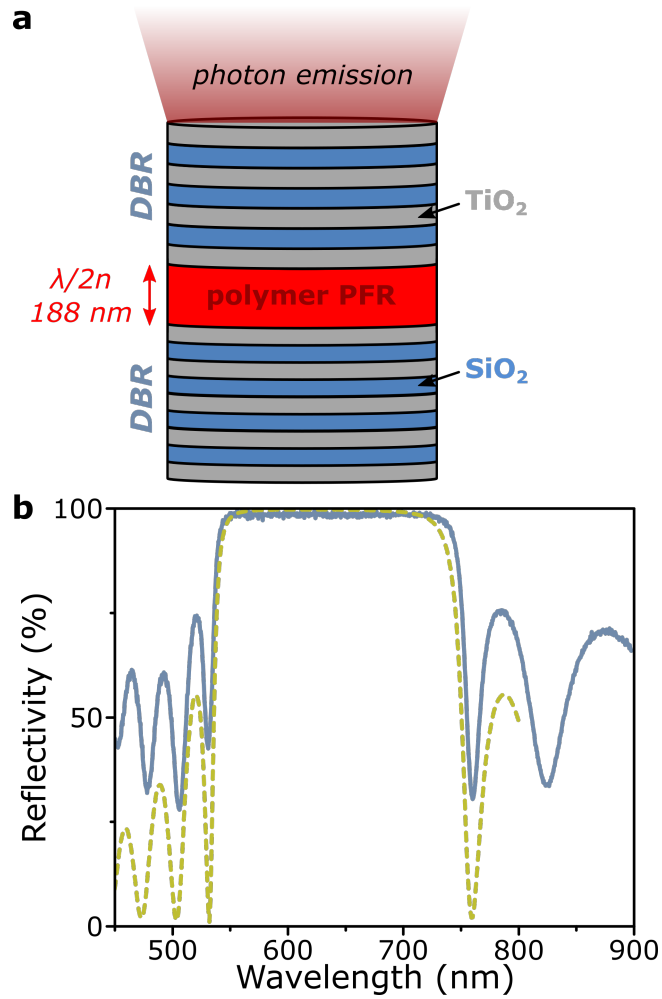 a
photon emission
DBR
TiO₂
λ/2n
188 nm
polymer PFR
DBR
SiO₂
b
100
50
0
Reflectivity (%)
500 600 700 800 900
Wavelength (nm)